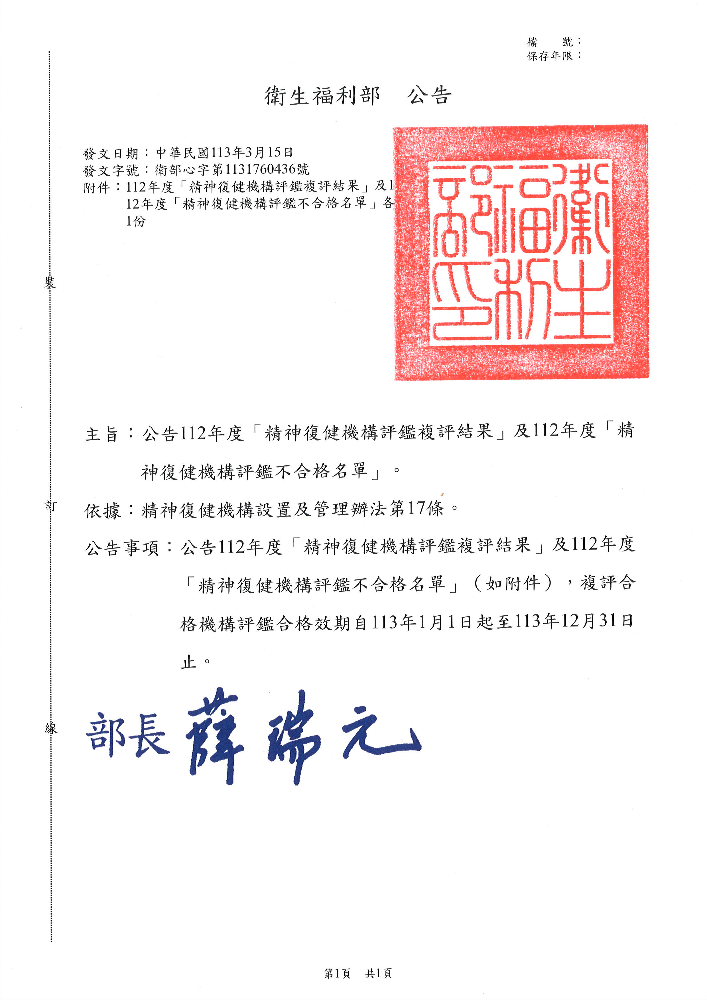 檔　　號：
保存年限：
衛生福利部　公告
發文日期：中華民國113年3月15日
發文字號：衛部心字第1131760436號
附件：112年度「精神復健機構評鑑複評結果」及1
12年度「精神復健機構評鑑不合格名單」各
1份
衛生
福利
部印
主旨：公告112年度「精神復健機構評鑑複評結果」及112年度「精
神復健機構評鑑不合格名單」。
依據：精神復健機構設置及管理辦法第17條。
公告事項：公告112年度「精神復健機構評鑑複評結果」及112年度
「精神復健機構評鑑不合格名單」（如附件），複評合
格機構評鑑合格效期自113年1月1日起至113年12月31日
止。
部長 薛瑞元
裝
訂
線
第1頁　共1頁